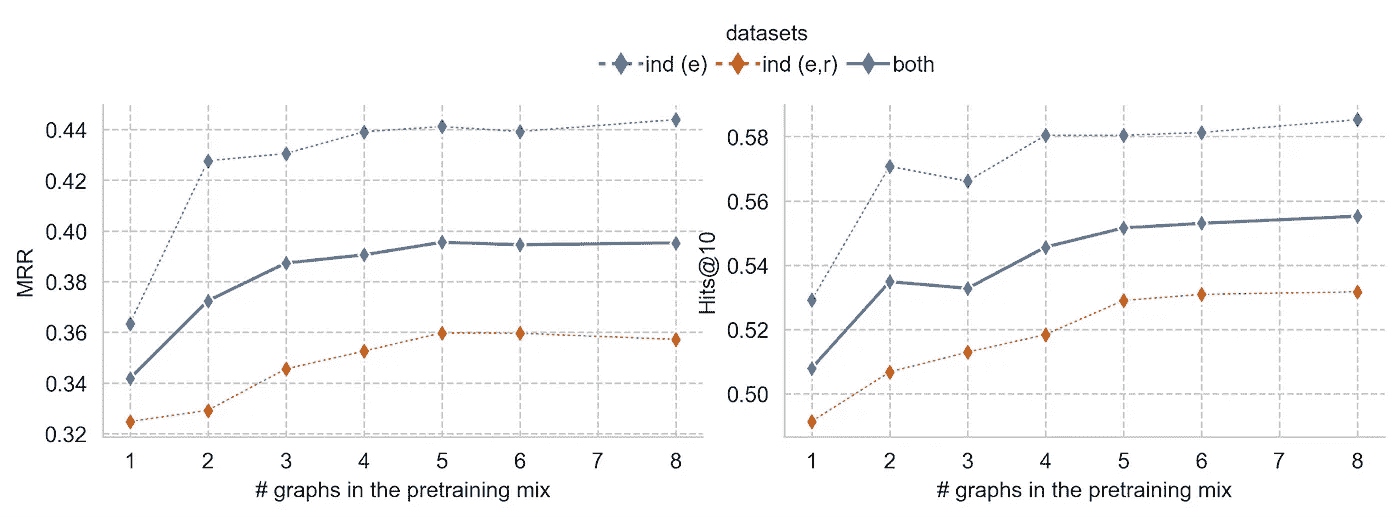 datasets
ind (e) ind (e,r) both
MRR
0.44
0.42
0.40
0.38
0.36
0.34
0.32
1 2 3 4 5 6 7 8
# graphs in the pretraining mix
Hits@10
0.58
0.56
0.54
0.52
0.50
1 2 3 4 5 6 7 8
# graphs in the pretraining mix